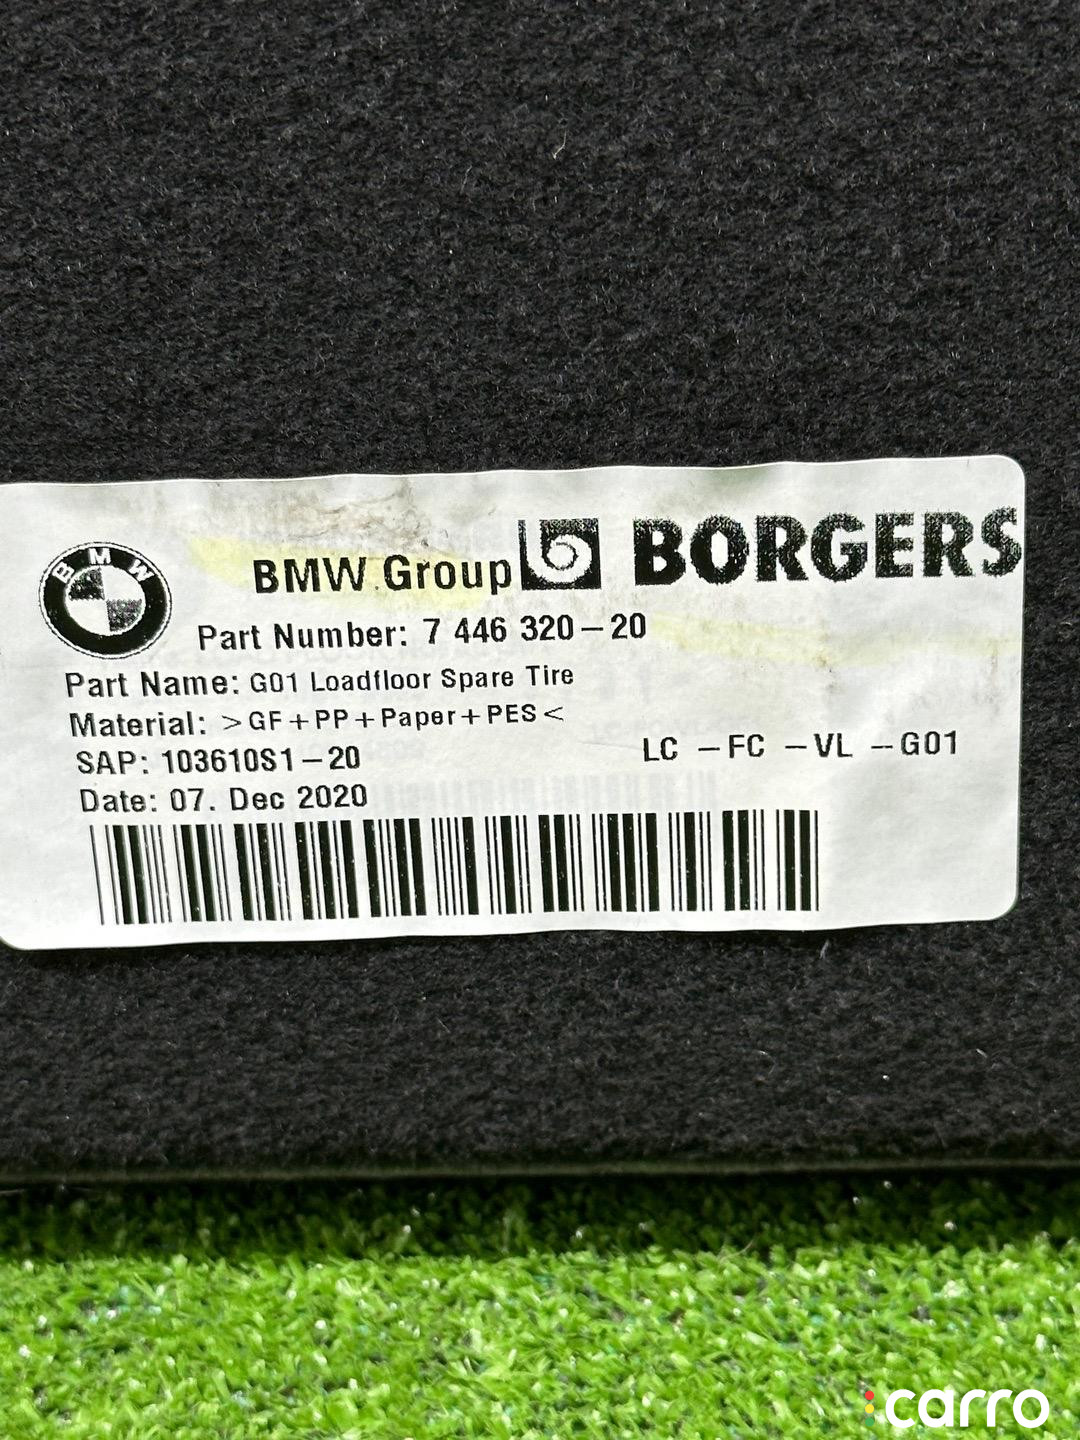 BMW
BMW Group BORGERS
Part Number: 7 446 320-20
Part Name: G01 Loadfloor Spare Tire
Material: >GF+PP+Paper+PES<
SAP: 103610S1-20
LC -FC -VL -G01
Date: 07. Dec 2020
carro